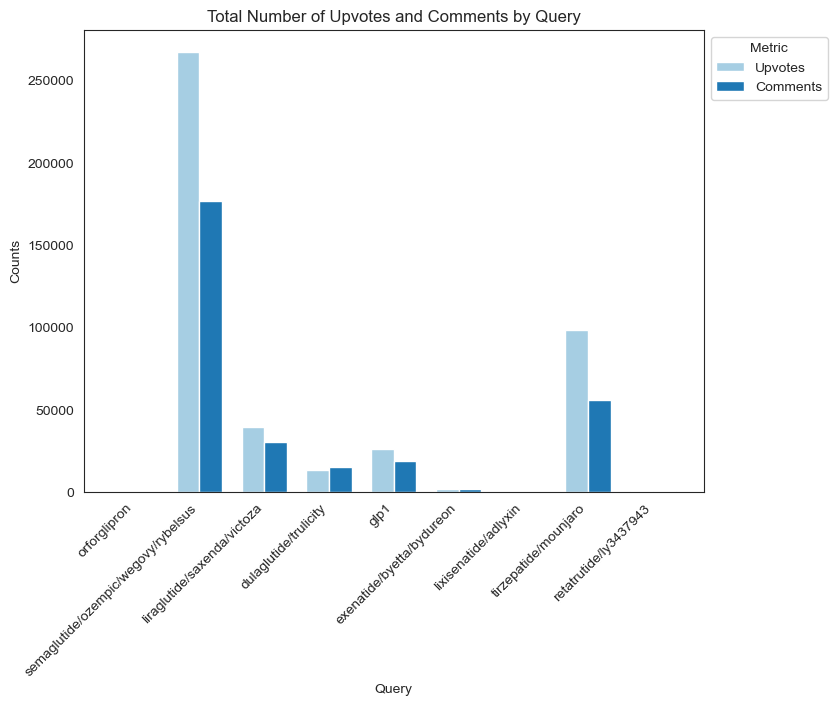 Total Number of Upvotes and Comments by Query
Metric
Upvotes
Comments
Counts
250000
200000
150000
100000
50000
0
orforglipron
semaglutide/ozempic/wegovy/rybelsus
liraglutide/saxenda/victoza
dulaglutide/trulicity
glp1
exenatide/byetta/bydureon
lixisenatide/adlyxin
tirzepatide/mounjaro
retatrutide/ly3437943
Query